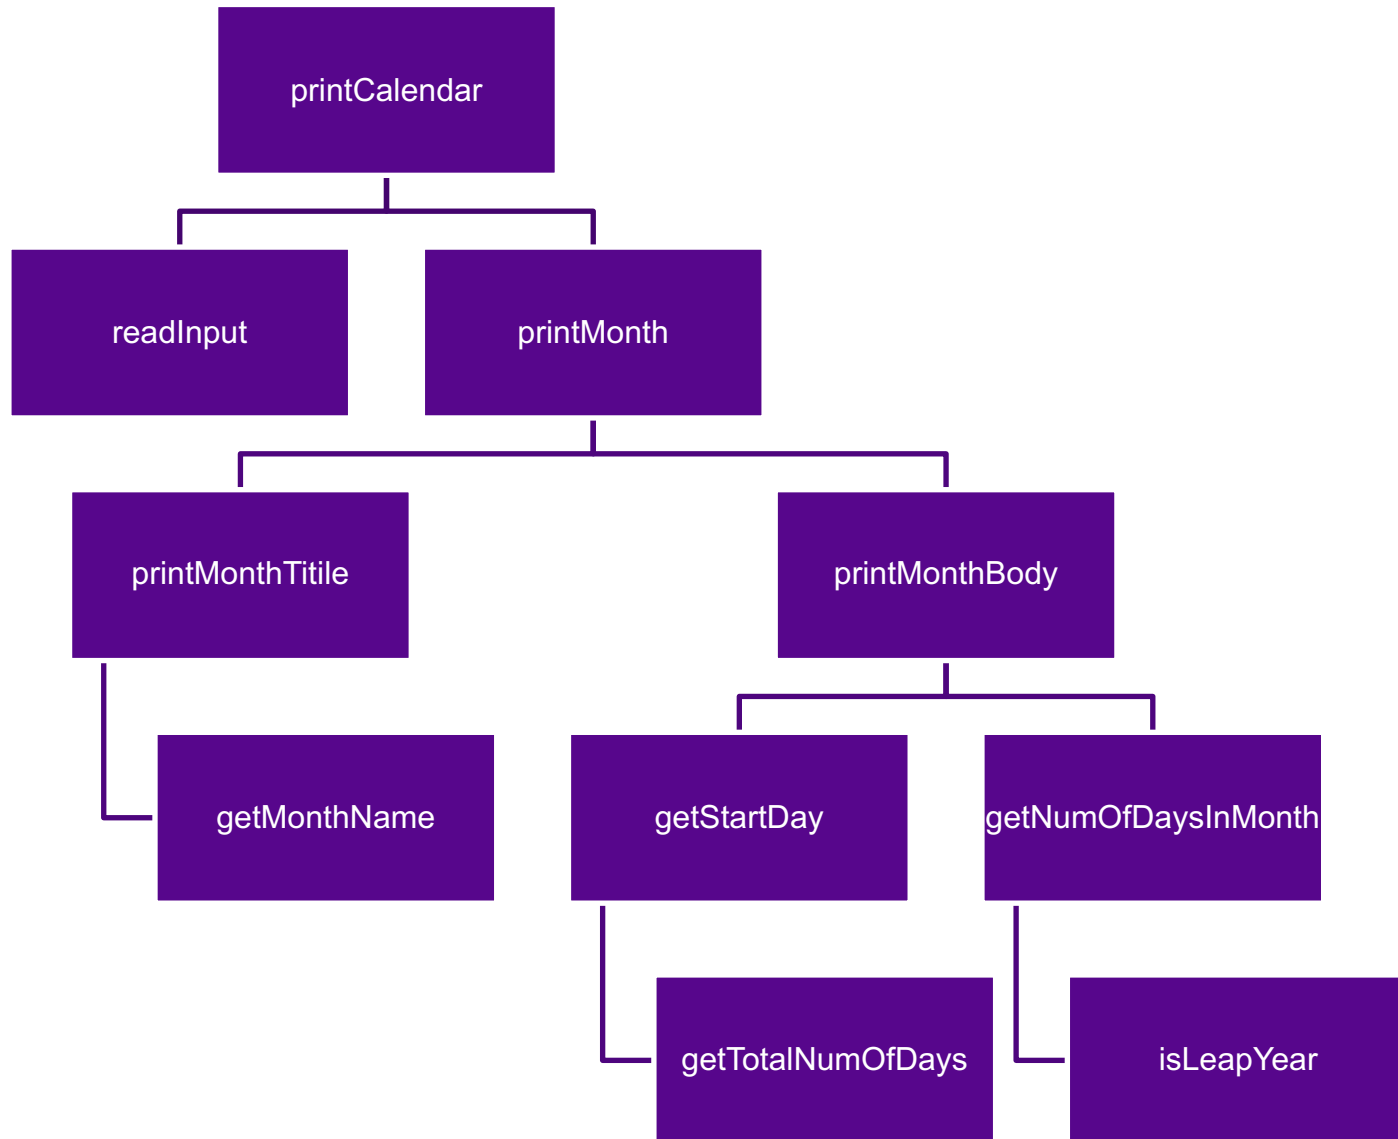 printCalendar
readInput
printMonth
printMonthTitile
printMonthBody
getMonthName
getStartDay
getNumOfDaysInMonth
getTotalNumOfDays
isLeapYear